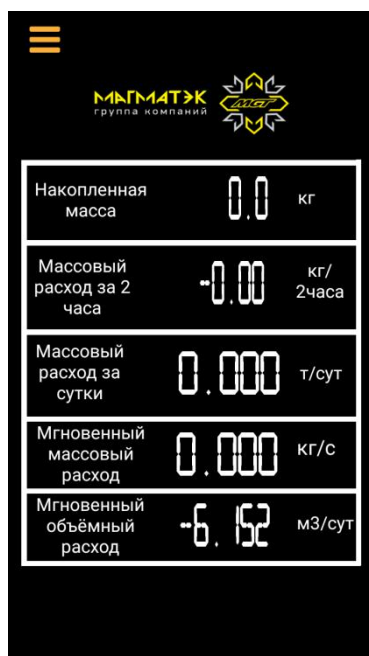 МАГМАТЭК
группа компаний
МГТ
Накопленная
масса
0.0
кг
Массовый
расход за 2
часа
-0.00
кг/
2часа
Массовый
расход за
сутки
0.000
т/сут
Мгновенный
массовый
расход
0.000
кг/с
Мгновенный
объёмный
расход
-6.152
м3/сут